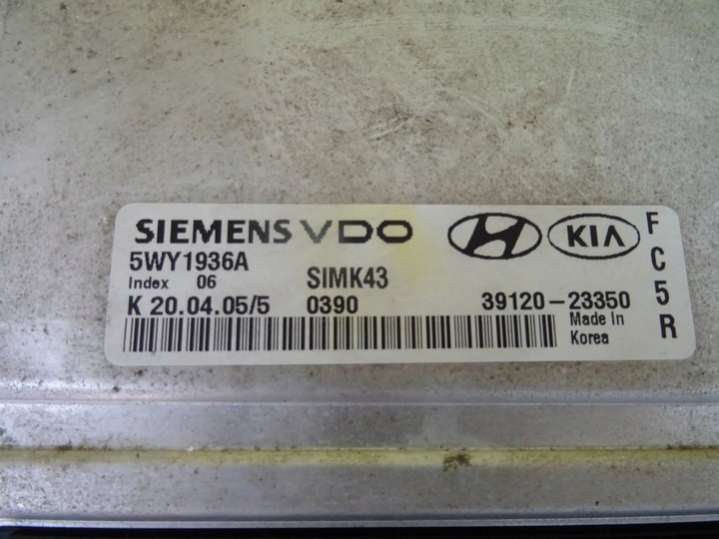 SIEMENS VDO
KIA
5WY1936A
Index 06
SIMK43
K 20.04.05/5
0390
39120-23350
Made In
Korea
F
C
5
R